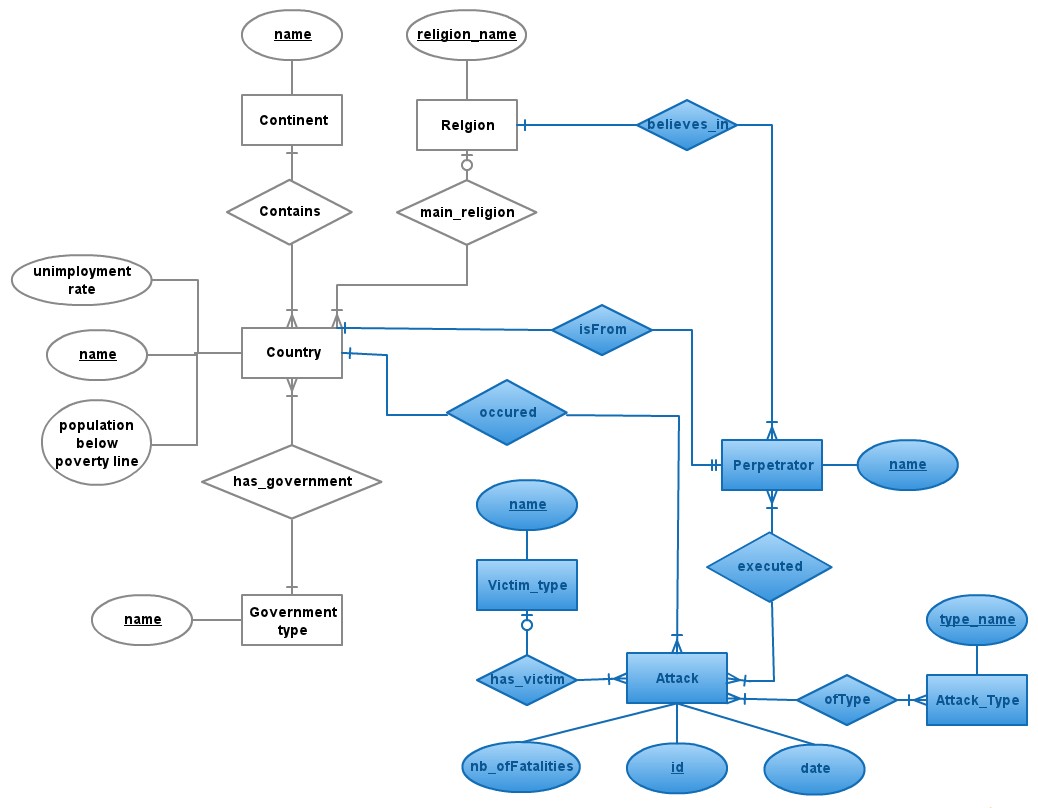 name
religion_name
Continent
Relgion
believes_in
Contains
main_religion
unimployment
rate
isFrom
name
Country
occured
population
below
poverty line
Perpetrator
name
has_government
name
executed
Victim_type
Government
type
name
type_name
has_victim
Attack
ofType
Attack_Type
nb_ofFatalities
id
date